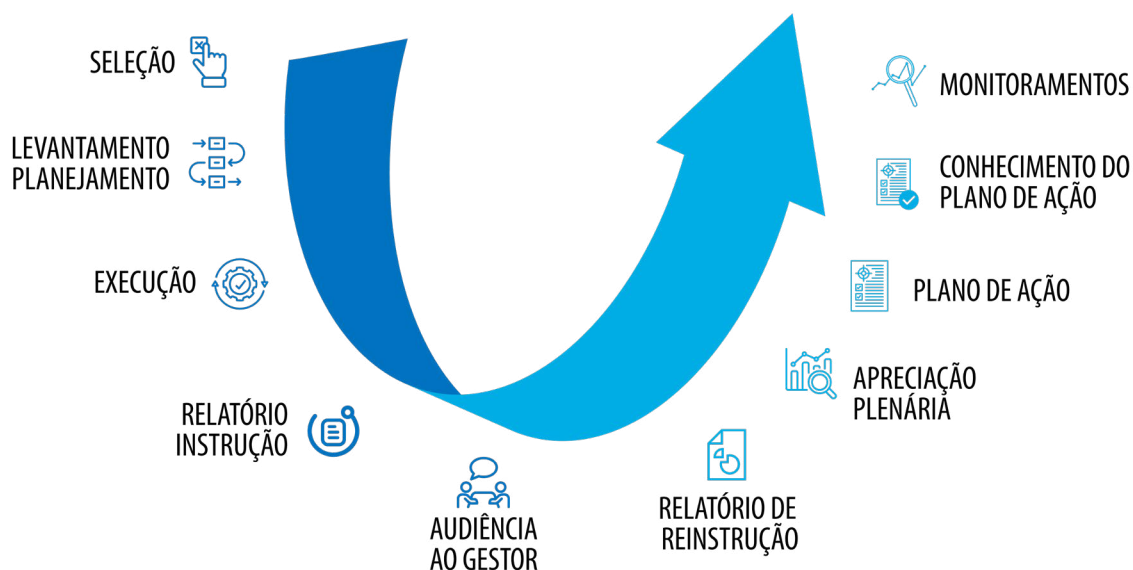 SELEÇÃO
LEVANTAMENTO
PLANEJAMENTO
EXECUÇÃO
RELATÓRIO
INSTRUÇÃO
AUDIÊNCIA
AO GESTOR
RELATÓRIO DE
REINSTRUÇÃO
APRECIAÇÃO
PLENÁRIA
PLANO DE AÇÃO
CONHECIMENTO DO
PLANO DE AÇÃO
MONITORAMENTOS